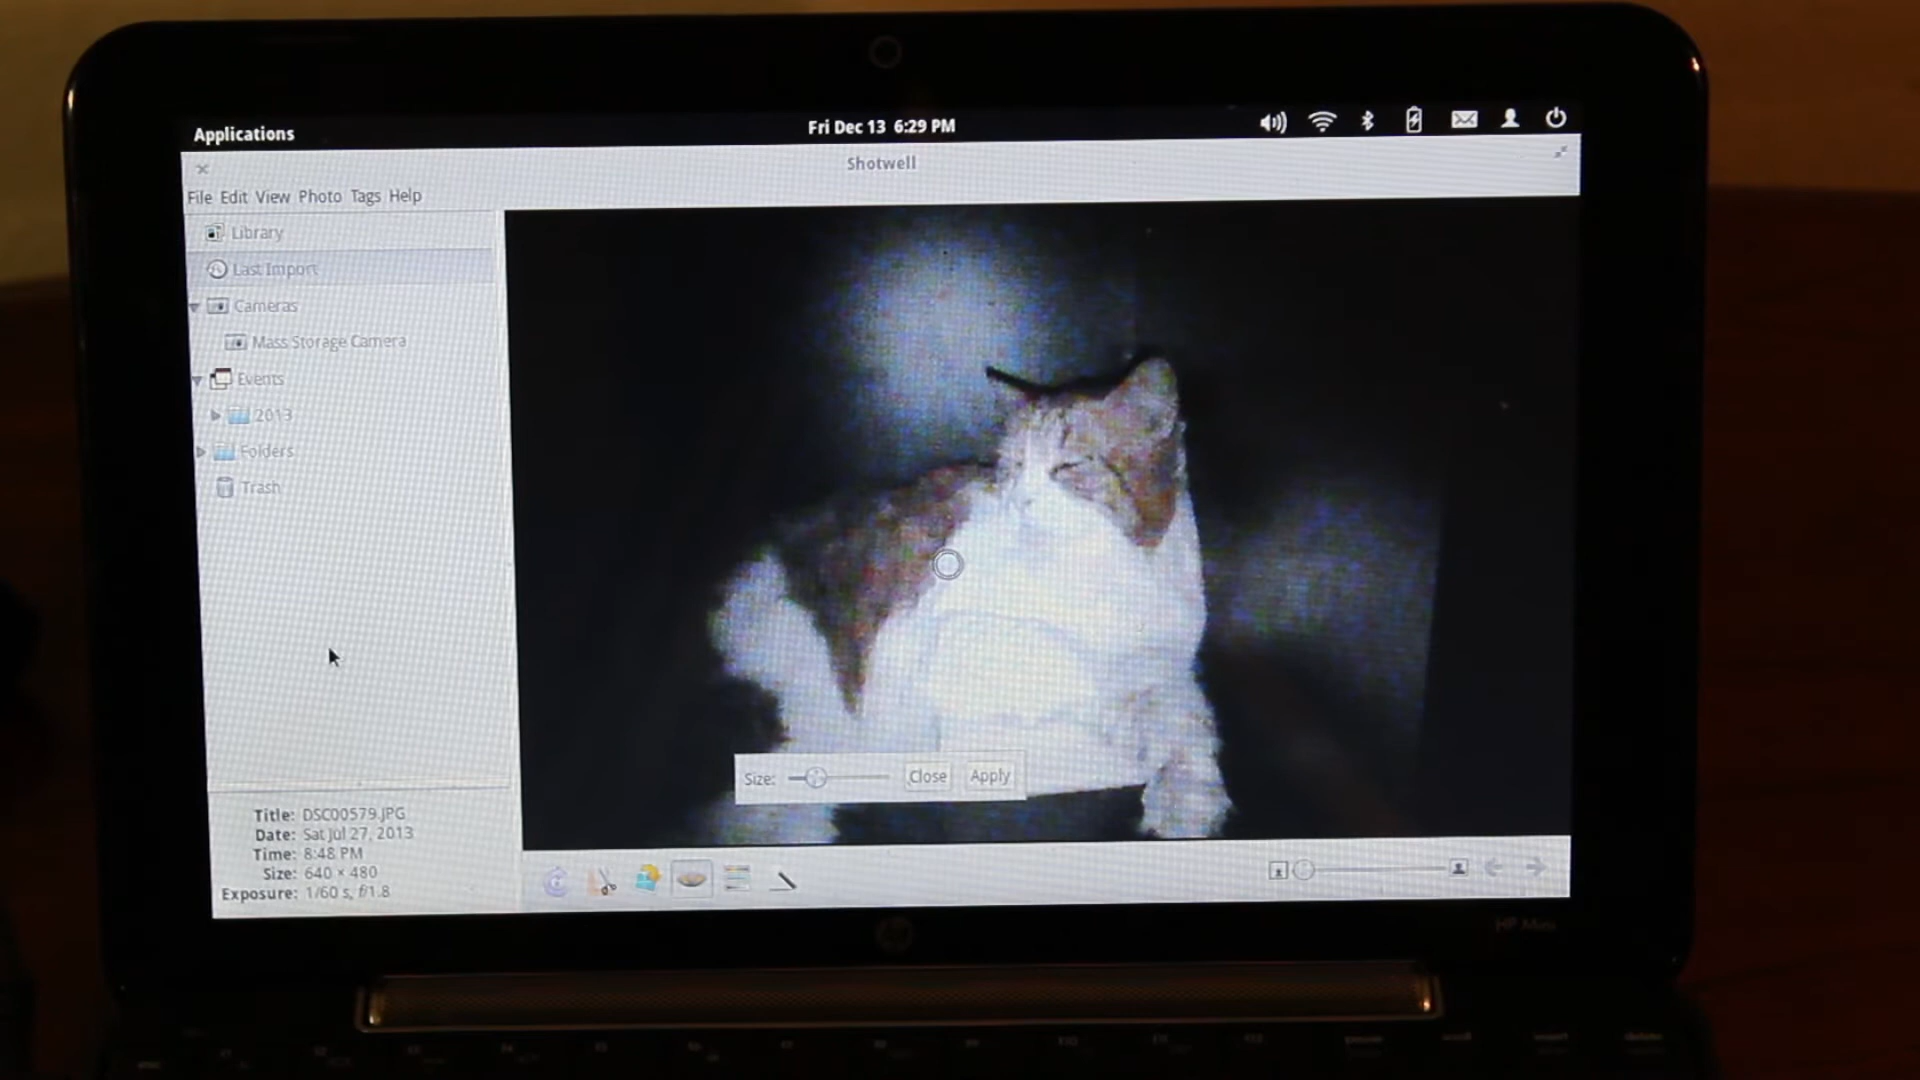 Applications
Fri Dec 13 6:29 PM
Shotwell
File Edit View Photo Tags Help
Library
Last Import
Cameras
Mass Storage Camera
Events
2013
Folders
Trash
Size: Close Apply
Title: DSC00579.JPG
Date: Sat Jul 27, 2013
Time: 8:48 PM
Size: 640 × 480
Exposure: 1/60 s, f/1.8
HP Mini